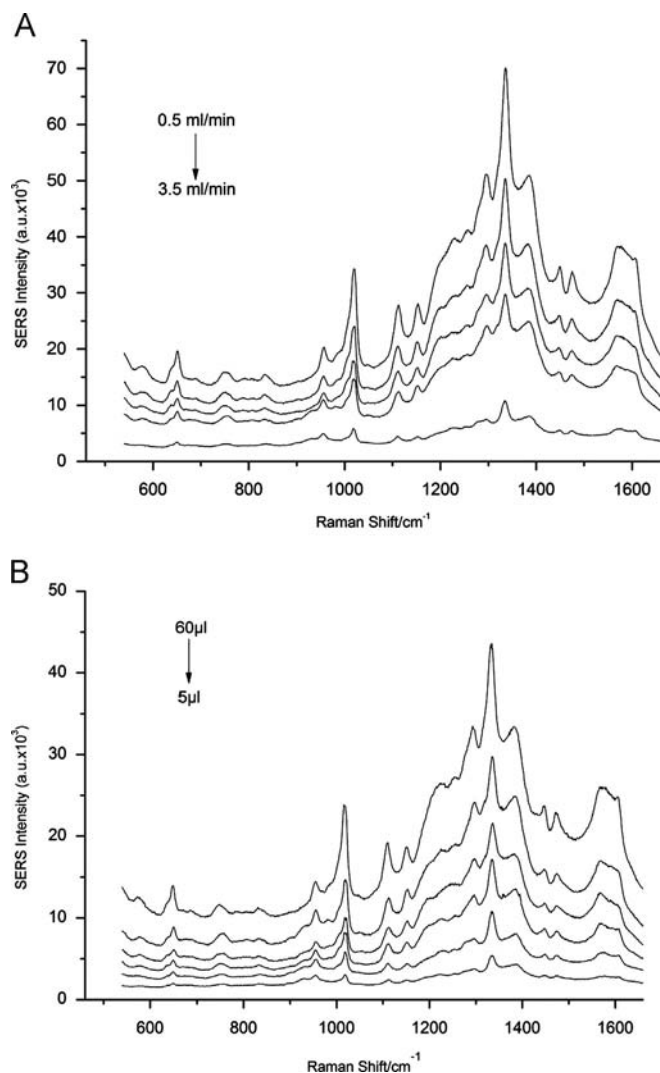 A
70
60
50
40
30
20
10
0
SERS Intensity (a.u.x10³)
0.5 ml/min
3.5 ml/min
600 800 1000 1200 1400 1600
Raman Shift/cm⁻¹
B
50
40
30
20
10
0
SERS Intensity (a.u.x10³)
60µl
5µl
600 800 1000 1200 1400 1600
Raman Shift/cm⁻¹